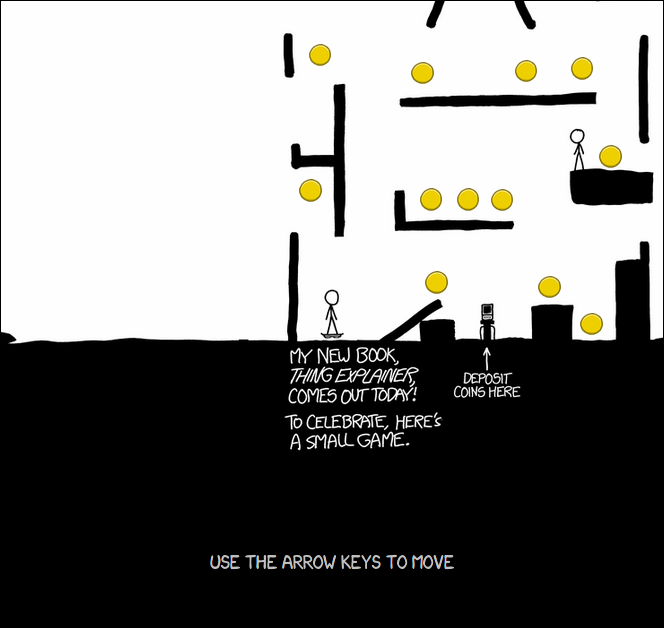 MY NEW BOOK,
THING EXPLAINER,
COMES OUT TODAY!
TO CELEBRATE, HERE'S
A SMALL GAME.
DEPOSIT
COINS HERE
USE THE ARROW KEYS TO MOVE